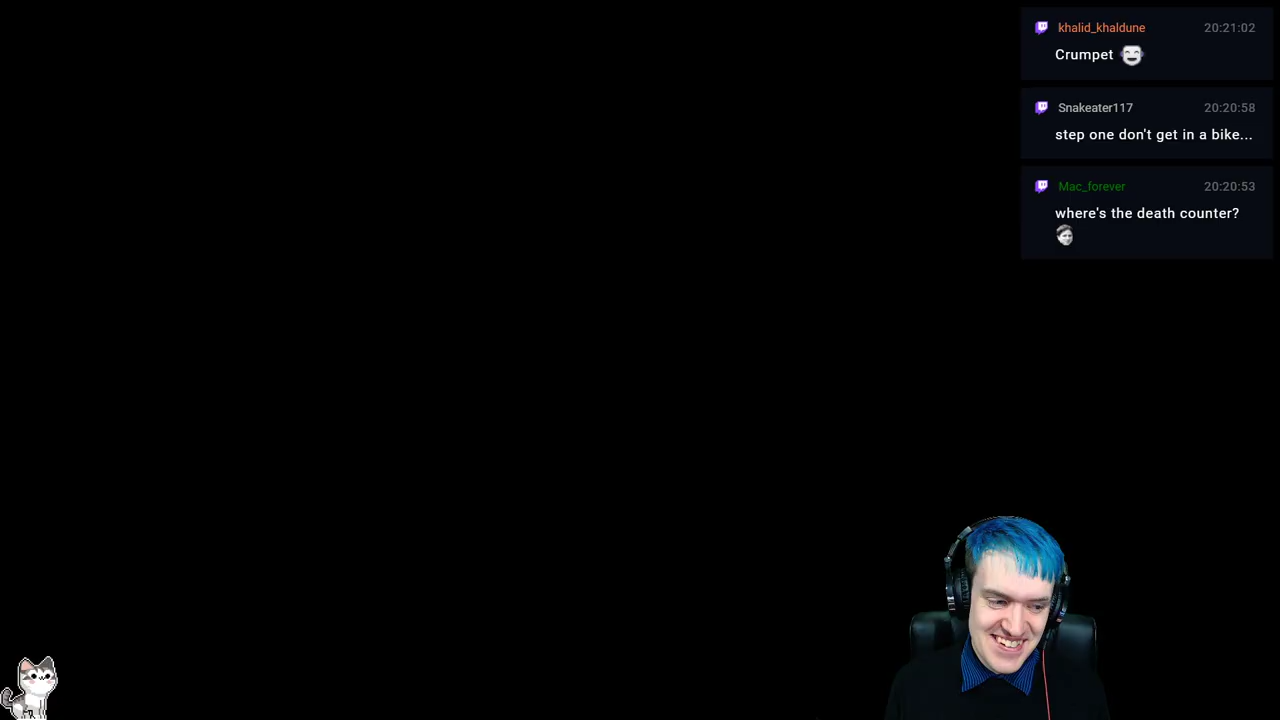 khalid_khaldune 20:21:02
Crumpet
Snakeater117 20:20:58
step one don't get in a bike...
Mac_forever 20:20:53
where's the death counter?